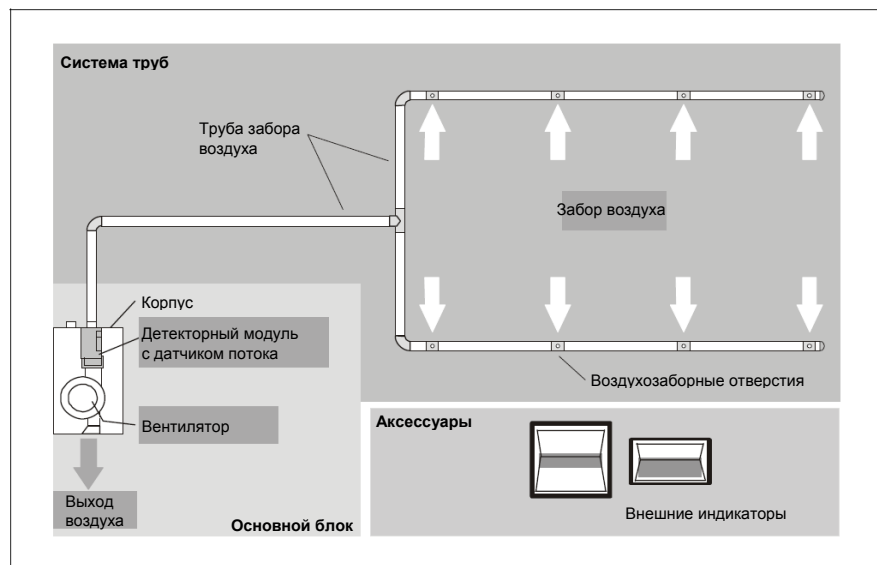 Система труб
Труба забора
воздуха
Забор воздуха
Корпус
Детекторный модуль
с датчиком потока
Воздухозаборные отверстия
Вентилятор
Аксессуары
Выход
воздуха
Основной блок
Внешние индикаторы